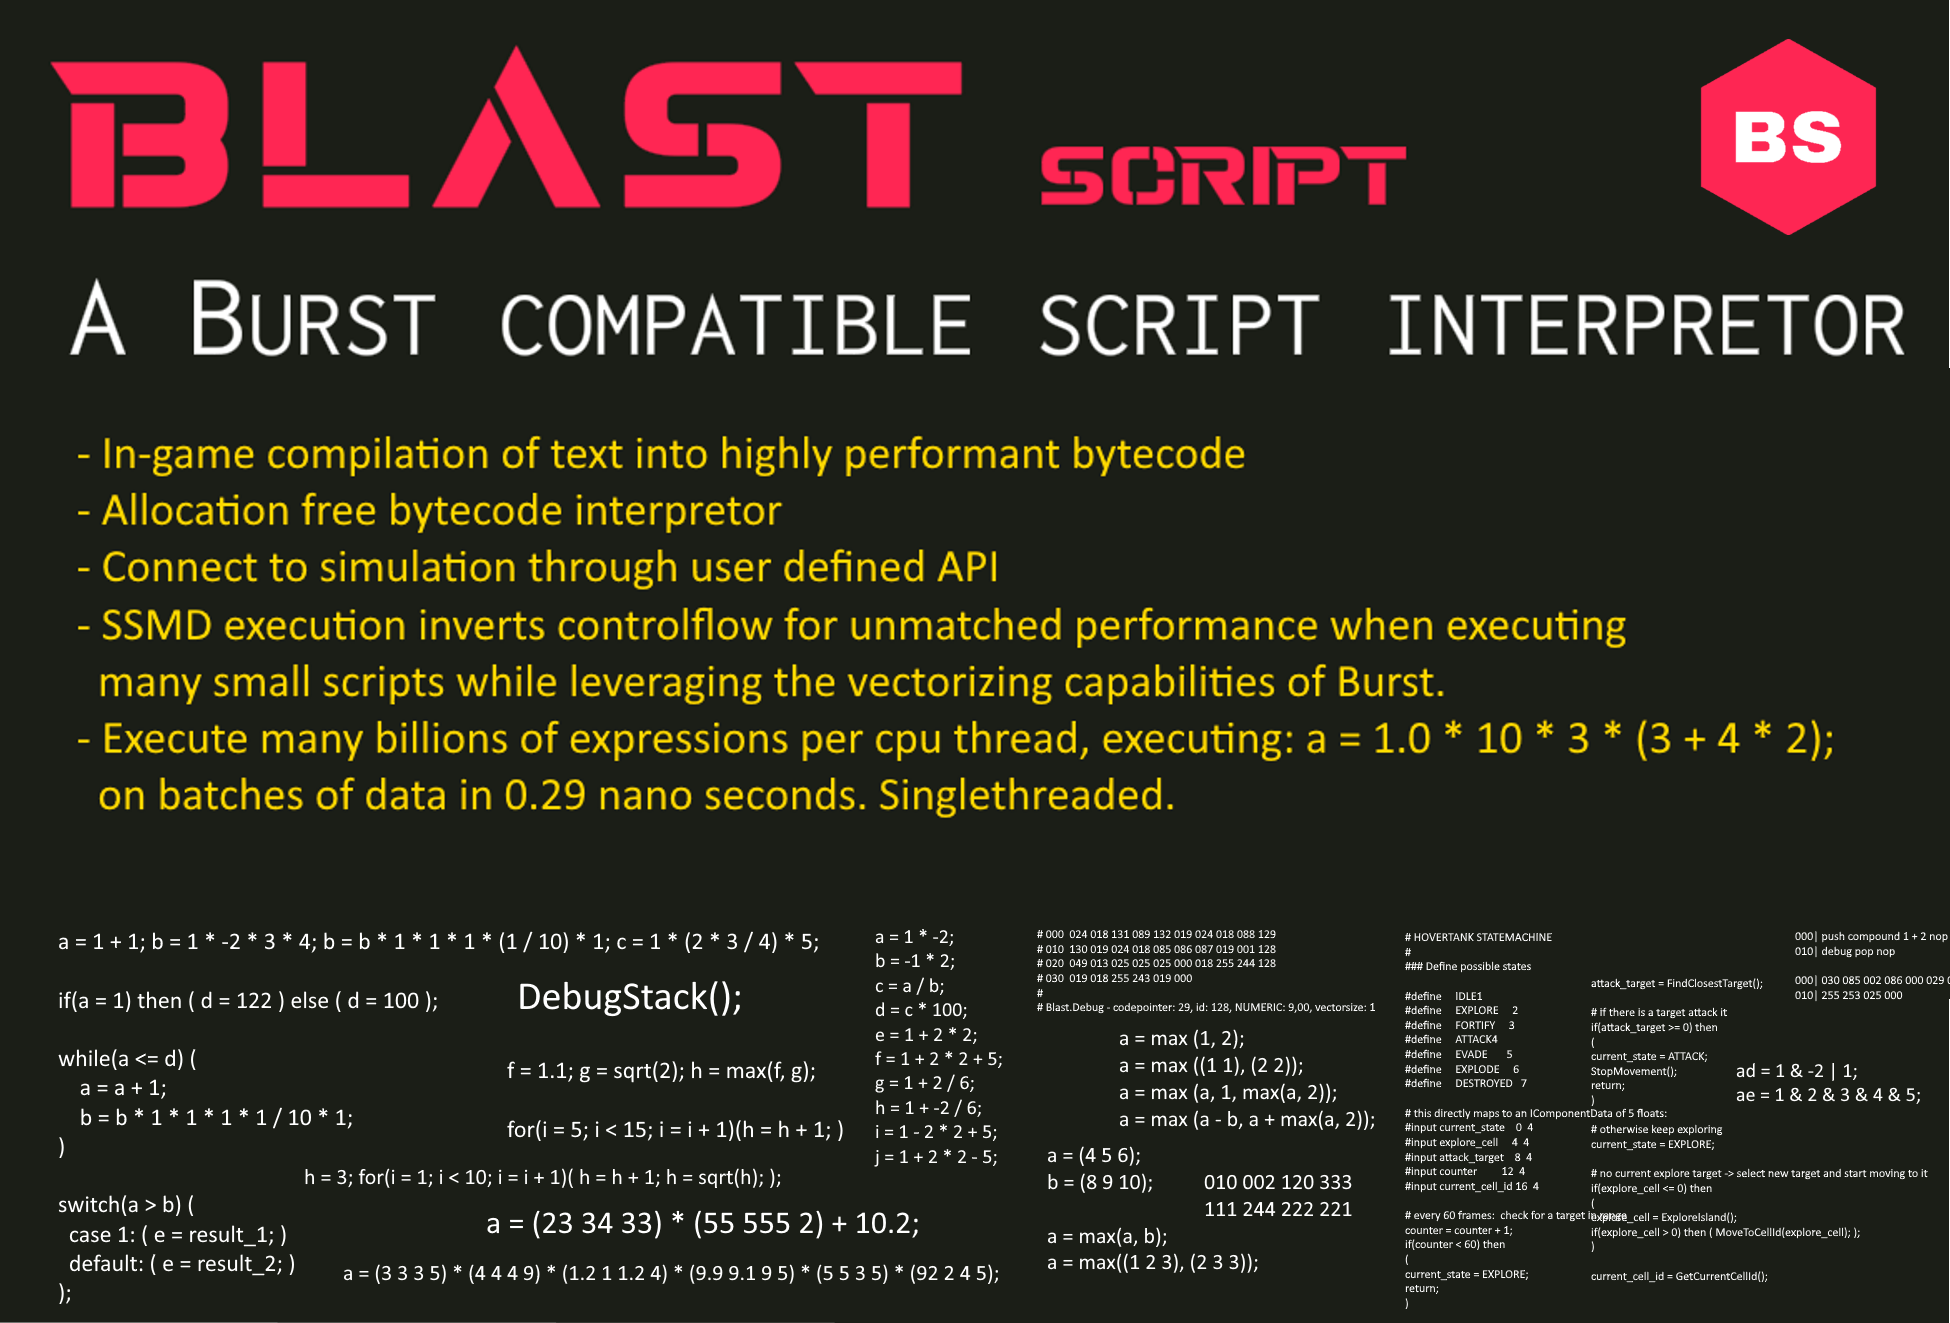 BLAST SCRIPT
BS
A BURST COMPATIBLE SCRIPT INTERPRETOR
- In-game compilation of text into highly performant bytecode
- Allocation free bytecode interpretor
- Connect to simulation through user defined API
- SSMD execution inverts controlflow for unmatched performance when executing
many small scripts while leveraging the vectorizing capabilities of Burst.
- Execute many billions of expressions per cpu thread, executing: a = 1.0 * 10 * 3 * (3 + 4 * 2);
on batches of data in 0.29 nano seconds. Singlethreaded.
a = 1 + 1; b = 1 * -2 * 3 * 4; b = b * 1 * 1 * 1 * (1 / 10) * 1; c = 1 * (2 * 3 / 4) * 5;
if(a = 1) then ( d = 122 ) else ( d = 100 );
while(a <= d) (
a = a + 1;
b = b * 1 * 1 * 1 * 1 / 10 * 1;
)
switch(a > b) (
case 1: ( e = result_1; )
default: ( e = result_2; )
);
DebugStack();
f = 1.1; g = sqrt(2); h = max(f, g);
for(i = 5; i < 15; i = i + 1)(h = h + 1; )
h = 3; for(i = 1; i < 10; i = i + 1)( h = h + 1; h = sqrt(h); );
a = (23 34 33) * (55 555 2) + 10.2;
a = (3 3 3 5) * (4 4 4 9) * (1.2 1 1.2 4) * (9.9 9.1 9 5) * (5 5 3 5) * (92 2 4 5);
a = 1 * -2;
b = -1 * 2;
c = a / b;
d = c * 100;
e = 1 + 2 * 2;
f = 1 + 2 * 2 + 5;
g = 1 + 2 / 6;
h = 1 + -2 / 6;
i = 1 - 2 * 2 + 5;
j = 1 + 2 * 2 - 5;
# 000 024 018 131 089 132 019 024 018 088 129
# 010 130 019 024 018 085 086 087 019 001 128
# 020 049 013 025 025 025 000 018 255 244 128
# 030 019 018 255 243 019 000
#
# Blast.Debug - codepointer: 29, id: 128, NUMERIC: 9,00, vectorsize: 1
a = max (1, 2);
a = max ((1 1), (2 2));
a = max (a, 1, max(a, 2));
a = max (a - b, a + max(a, 2));
a = (4 5 6);
b = (8 9 10);
010 002 120 333
111 244 222 221
a = max(a, b);
a = max((1 2 3), (2 3 3));
# HOVERTANK STATEMACHINE
#
### Define possible states
#define IDLE1
#define EXPLORE 2
#define FORTIFY 3
#define ATTACK4
#define EVADE 5
#define EXPLODE 6
#define DESTROYED 7
# this directly maps to an IComponentData of 5 floats:
#input current_state 0 4
#input explore_cell 4 4
#input attack_target 8 4
#input counter 12 4
#input current_cell_id 16 4
# every 60 frames: check for a target in range
counter = counter + 1;
if(counter < 60) then
(
current_state = EXPLORE;
return;
)
attack_target = FindClosestTarget();
# If there is a target attack it
if(attack_target >= 0) then
(
current_state = ATTACK;
StopMovement();
return;
)
# otherwise keep exploring
current_state = EXPLORE;
# no current explore target -> select new target and start moving to it
if(explore_cell <= 0) then
(
explore_cell = ExploreIsland();
if(explore_cell > 0) then ( MoveToCellId(explore_cell); );
)
current_cell_id = GetCurrentCellId();
000| push compound 1 + 2 nop
010| debug pop nop
000| 030 085 002 086 000 029
010| 255 253 025 000
ad = 1 & -2 | 1;
ae = 1 & 2 & 3 & 4 & 5;